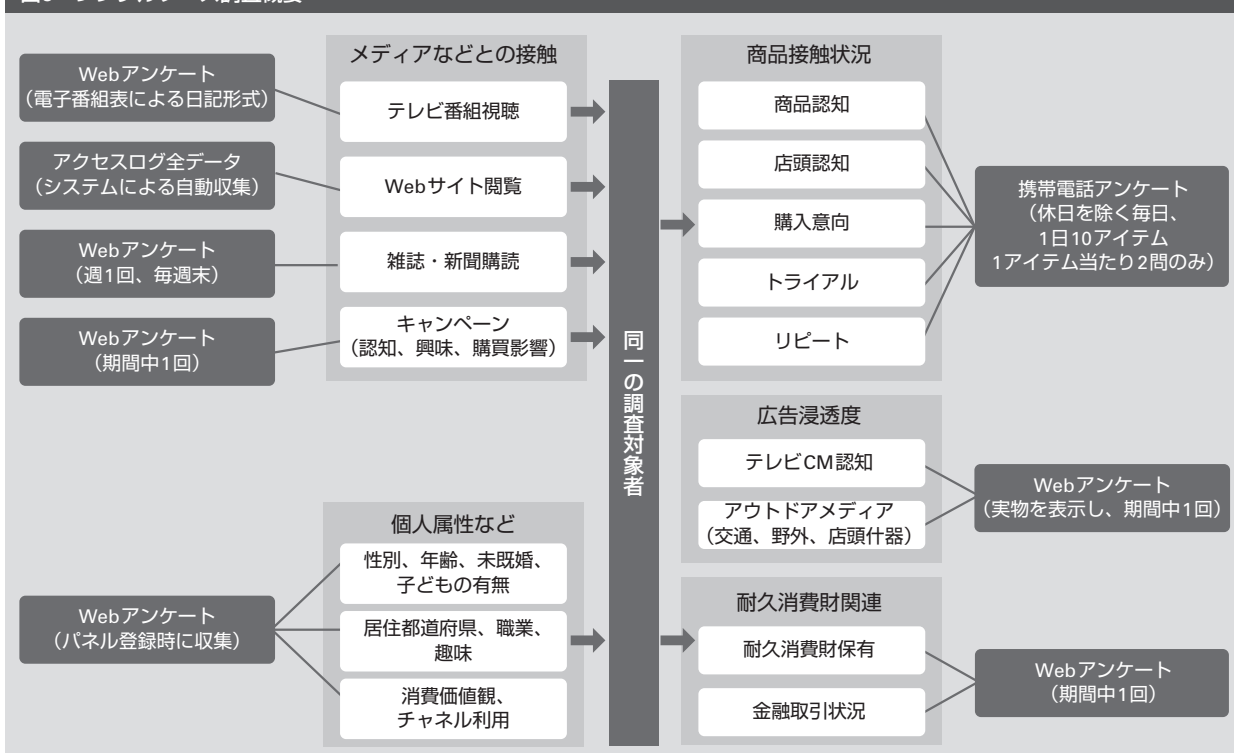 Webアンケート
（電子番組表による日記形式）
アクセスログ全データ
（システムによる自動収集）
Webアンケート
（週1回、毎週末）
Webアンケート
（期間中1回）
メディアなどとの接触
テレビ番組視聴
Webサイト閲覧
雑誌・新聞購読
キャンペーン
（認知、興味、購買影響）
Webアンケート
（パネル登録時に収集）
個人属性など
性別、年齢、未既婚、
子どもの有無
居住都道府県、職業、
趣味
消費価値観、
チャネル利用
同一の調査対象者
商品接触状況
商品認知
店頭認知
購入意向
トライアル
リピート
携帯電話アンケート
（休日を除く毎日、
1日10アイテム
1アイテム当たり2問のみ）
広告浸透度
テレビCM認知
アウトドアメディア
（交通、野外、店頭什器）
Webアンケート
（実物を表示し、期間中1回）
耐久消費財関連
耐久消費財保有
金融取引状況
Webアンケート
（期間中1回）